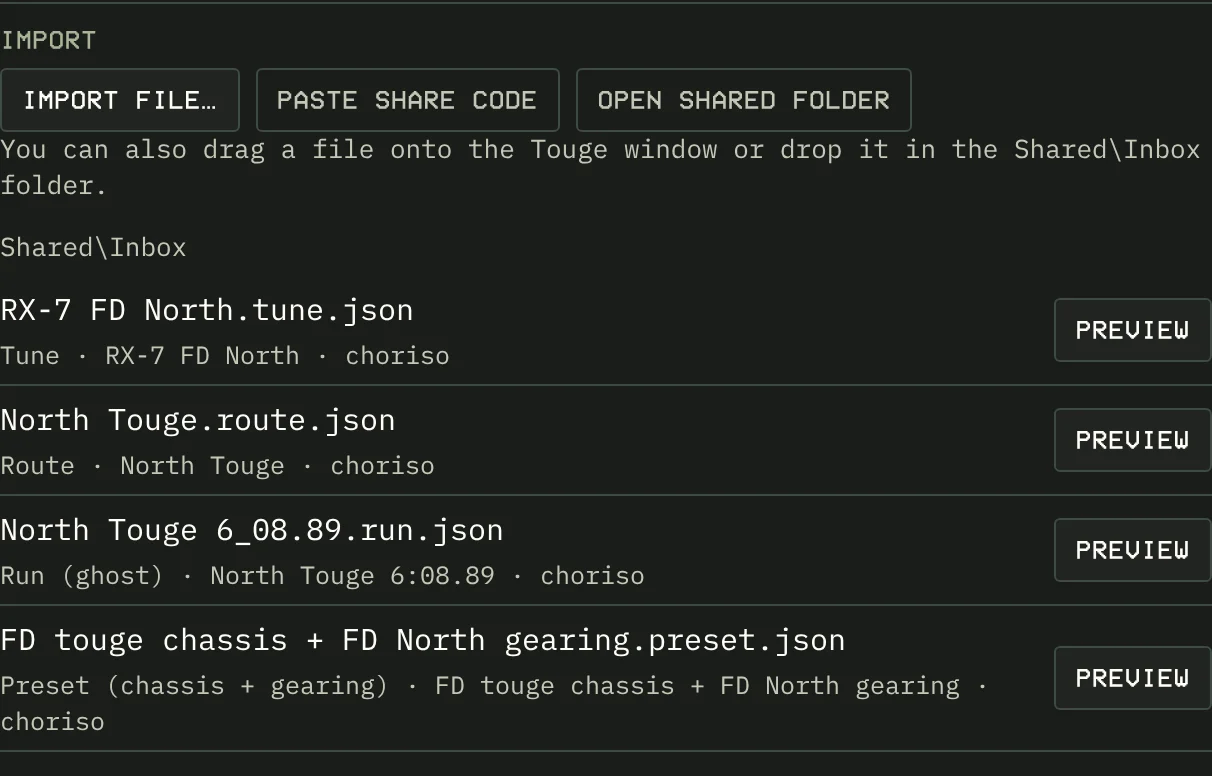 IMPORT
IMPORT FILE… PASTE SHARE CODE OPEN SHARED FOLDER
You can also drag a file onto the Touge window or drop it in the Shared\Inbox
folder.
Shared\Inbox
RX-7 FD North.tune.json
Tune · RX-7 FD North · choriso
PREVIEW
North Touge.route.json
Route · North Touge · choriso
PREVIEW
North Touge 6_08.89.run.json
Run (ghost) · North Touge 6:08.89 · choriso
PREVIEW
FD touge chassis + FD North gearing.preset.json
Preset (chassis + gearing) · FD touge chassis + FD North gearing ·
choriso
PREVIEW